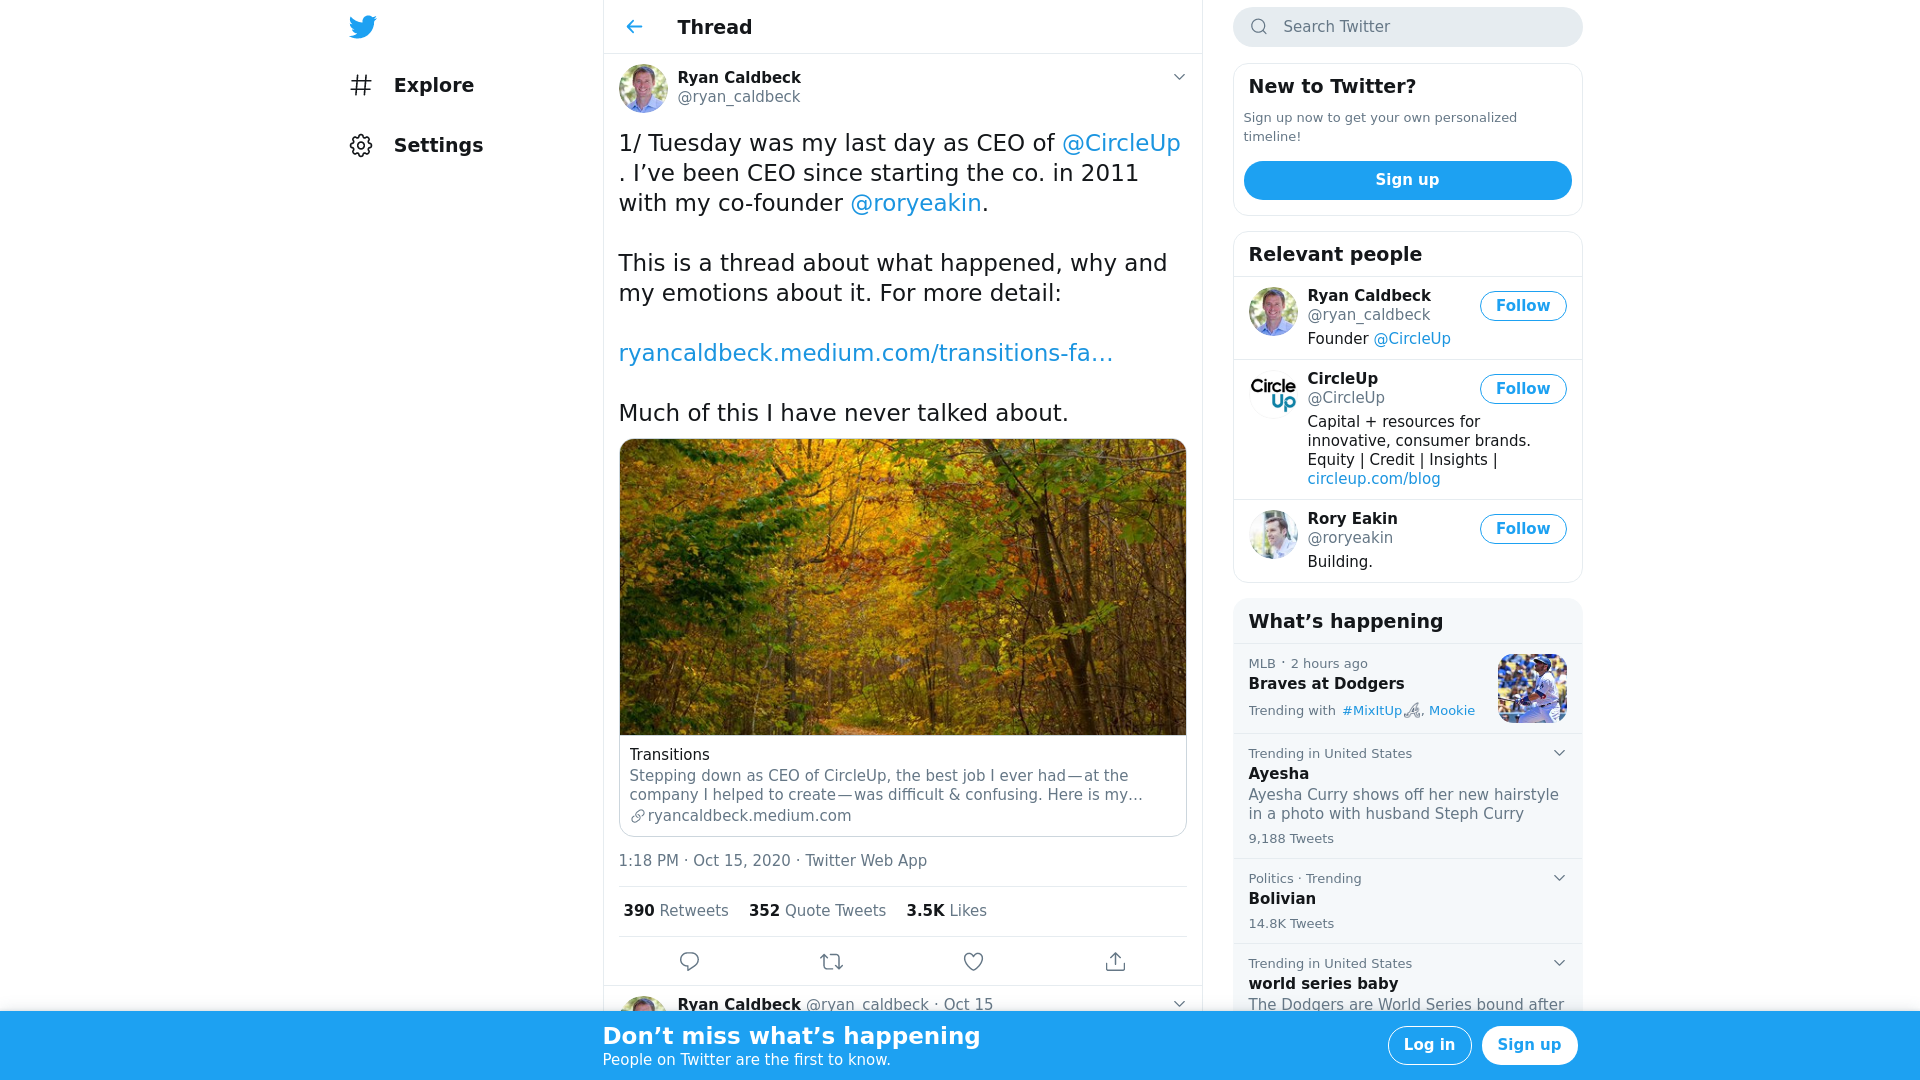 Explore
Settings
Thread
Ryan Caldbeck
@ryan_caldbeck
1/ Tuesday was my last day as CEO of @CircleUp
. I’ve been CEO since starting the co. in 2011
with my co-founder @roryeakin.
This is a thread about what happened, why and
my emotions about it. For more detail:
ryancaldbeck.medium.com/transitions-fa…
Much of this I have never talked about.
Transitions
Stepping down as CEO of CircleUp, the best job I ever had — at the
company I helped to create — was difficult & confusing. Here is my…
ryancaldbeck.medium.com
1:18 PM · Oct 15, 2020 · Twitter Web App
390 Retweets 352 Quote Tweets 3.5K Likes
Ryan Caldbeck @ryan_caldbeck · Oct 15
Search Twitter
New to Twitter?
Sign up now to get your own personalized
timeline!
Sign up
Relevant people
Ryan Caldbeck
@ryan_caldbeck
Follow
Founder @CircleUp
Circle
Up
CircleUp
@CircleUp
Follow
Capital + resources for
innovative, consumer brands.
Equity | Credit | Insights |
circleup.com/blog
Rory Eakin
@roryeakin
Follow
Building.
What’s happening
MLB · 2 hours ago
Braves at Dodgers
Trending with #MixItUp, Mookie
Trending in United States
Ayesha
Ayesha Curry shows off her new hairstyle
in a photo with husband Steph Curry
9,188 Tweets
Politics · Trending
Bolivian
14.8K Tweets
Trending in United States
world series baby
The Dodgers are World Series bound after
Don’t miss what’s happening
People on Twitter are the first to know.
Log in
Sign up